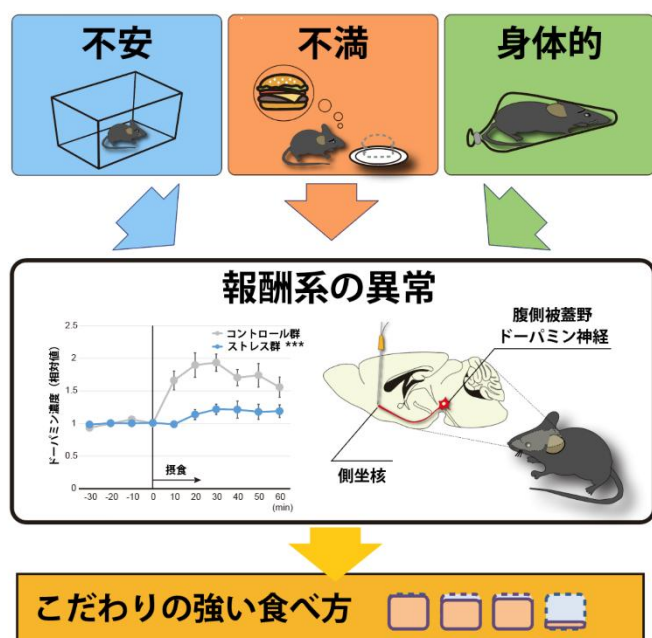 不安
不満
身体的
報酬系の異常
コントロール群
ストレス群 ***
ドーパミン濃度（相対値）
2.5
2
1.5
1
0.5
0
摂食
-30 -20 -10 0 10 20 30 40 50 60
(min)
腹側被蓋野
ドーパミン神経
側坐核
こだわりの強い食べ方